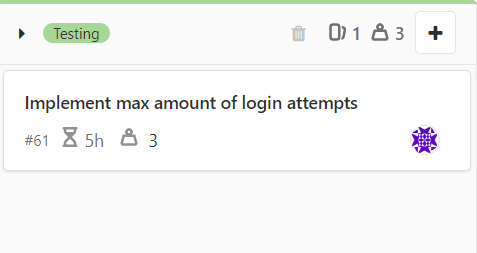 Testing 1 3 +
Implement max amount of login attempts
#61 5h 3